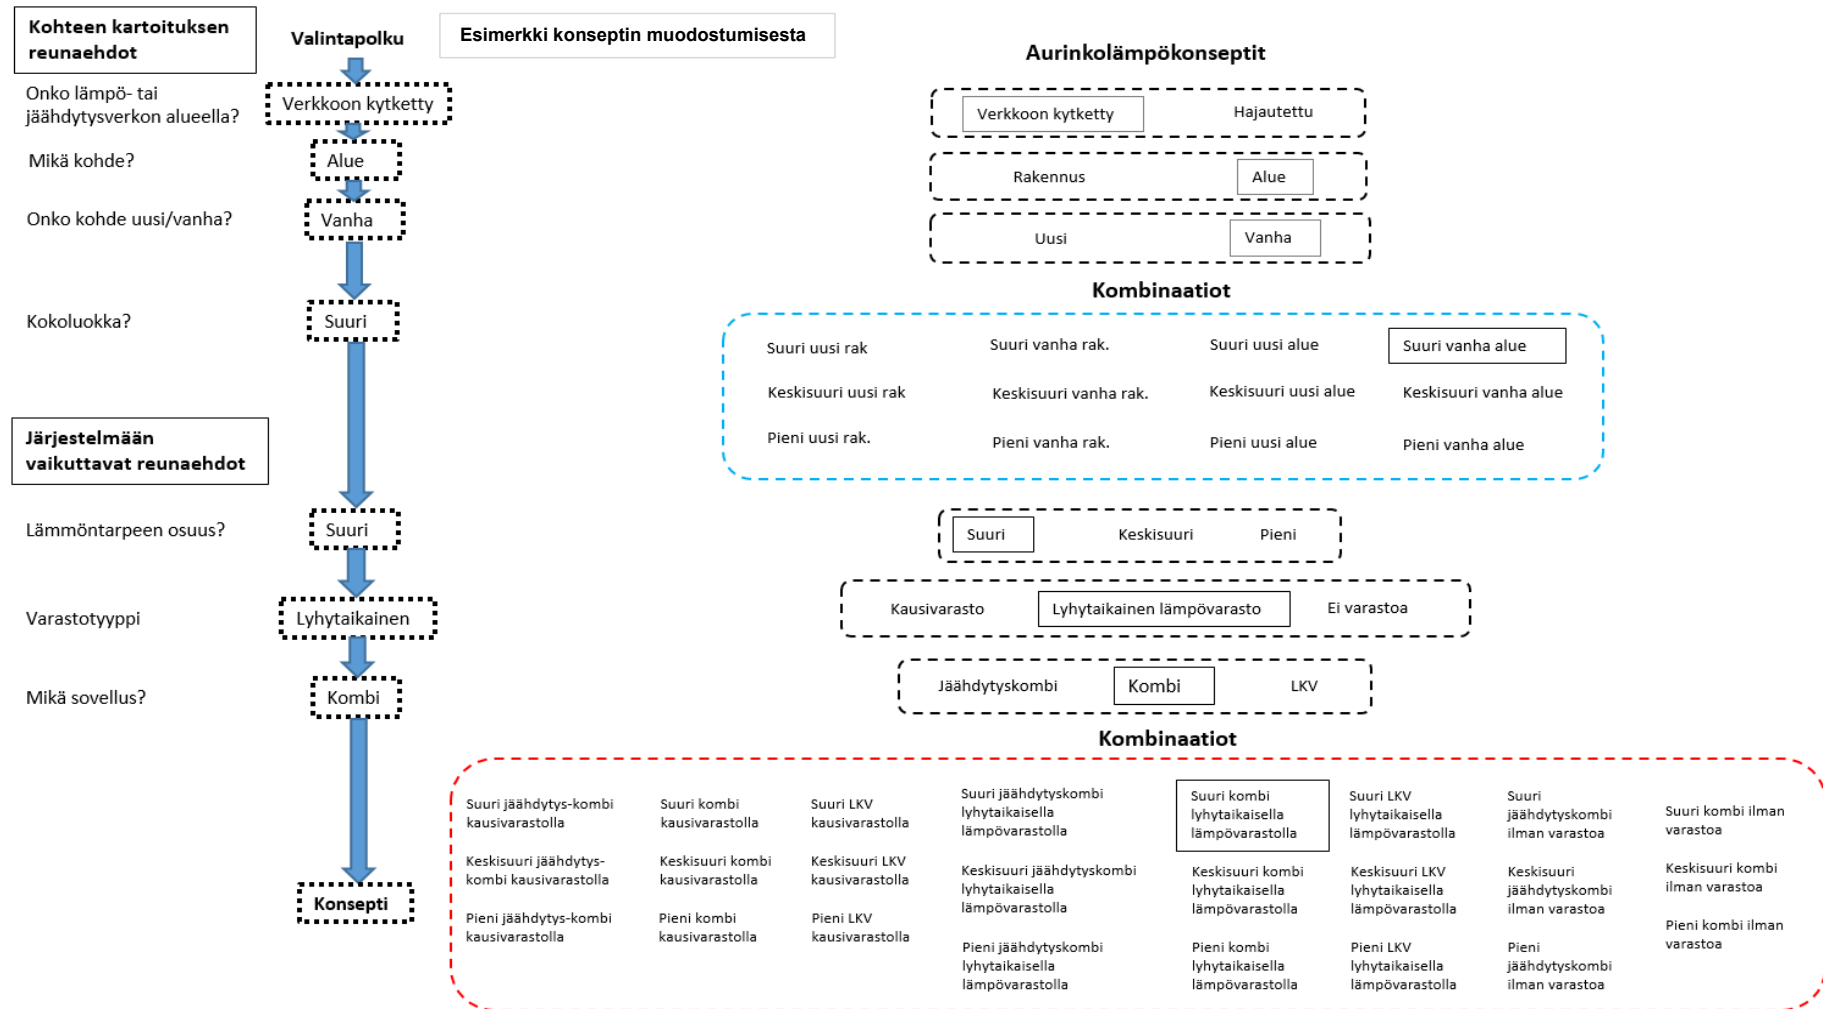 Kohteen kartoituksen
reunaehdot
Valintapolku
Esimerkki konseptin muodostumisesta
Aurinkolämpökonseptit
Onko lämpö- tai
jäähdytysverkon alueella?
Verkkoon kytketty
Verkkoon kytketty
Hajautettu
Mikä kohde?
Alue
Rakennus
Alue
Onko kohde uusi/vanha?
Vanha
Uusi
Vanha
Kombinaatiot
Kokoluokka?
Suuri
Suuri uusi rak
Suuri vanha rak.
Suuri uusi alue
Suuri vanha alue
Keskisuuri uusi rak
Keskisuuri vanha rak.
Keskisuuri uusi alue
Keskisuuri vanha alue
Pieni uusi rak.
Pieni vanha rak.
Pieni uusi alue
Pieni vanha alue
Järjestelmään
vaikuttavat reunaehdot
Lämmöntarpeen osuus?
Suuri
Suuri
Keskisuuri
Pieni
Varastotyyppi
Lyhytaikainen
Kausivarasto
Lyhytaikainen lämpövarasto
Ei varastoa
Mikä sovellus?
Kombi
Jäähdytyskombi
Kombi
LKV
Kombinaatiot
Konsepti
Suuri jäähdytys-kombi
kausivarastolla
Suuri kombi
kausivarastolla
Suuri LKV
kausivarastolla
Suuri jäähdytyskombi
lyhytaikaisella
lämpövarastolla
Suuri kombi
lyhytaikaisella
lämpövarastolla
Suuri LKV
lyhytaikaisella
lämpövarastolla
Suuri
jäähdytyskombi
ilman varastoa
Suuri kombi ilman
varastoa
Keskisuuri jäähdytys-
kombi kausivarastolla
Keskisuuri kombi
kausivarastolla
Keskisuuri LKV
kausivarastolla
Keskisuuri jäähdytyskombi
lyhytaikaisella
lämpövarastolla
Keskisuuri kombi
lyhytaikaisella
lämpövarastolla
Keskisuuri LKV
lyhytaikaisella
lämpövarastolla
Keskisuuri
jäähdytyskombi
ilman varastoa
Keskisuuri kombi
ilman varastoa
Pieni jäähdytys-kombi
kausivarastolla
Pieni kombi
kausivarastolla
Pieni LKV
kausivarastolla
Pieni jäähdytyskombi
lyhytaikaisella
lämpövarastolla
Pieni kombi
lyhytaikaisella
lämpövarastolla
Pieni LKV
lyhytaikaisella
lämpövarastolla
Pieni
jäähdytyskombi
ilman varastoa
Pieni kombi ilman
varastoa